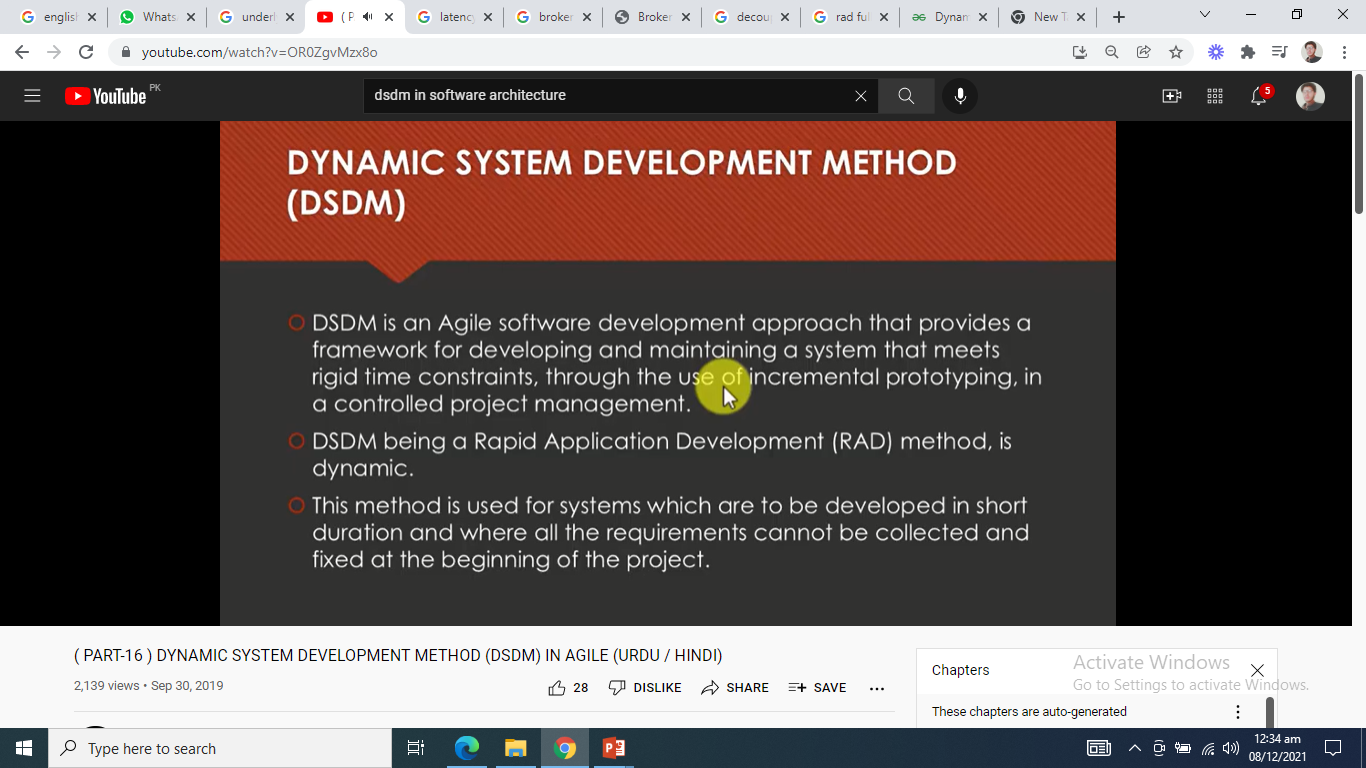 english
Whats
underl
( P
latency
broker
Broker
decou
rad ful
Dynam
New T
youtube.com/watch?v=OR0ZgvMzx8o
YouTube PK
dsdm in software architecture
5
DYNAMIC SYSTEM DEVELOPMENT METHOD
(DSDM)
DSDM is an Agile software development approach that provides a
framework for developing and maintaining a system that meets
rigid time constraints, through the use of incremental prototyping, in
a controlled project management.
DSDM being a Rapid Application Development (RAD) method, is
dynamic.
This method is used for systems which are to be developed in short
duration and where all the requirements cannot be collected and
fixed at the beginning of the project.
( PART-16 ) DYNAMIC SYSTEM DEVELOPMENT METHOD (DSDM) IN AGILE (URDU / HINDI)
2,139 views • Sep 30, 2019
28 DISLIKE SHARE SAVE
Chapters
These chapters are auto-generated
Activate Windows
Go to Settings to activate Windows.
Type here to search
12:34 am
08/12/2021